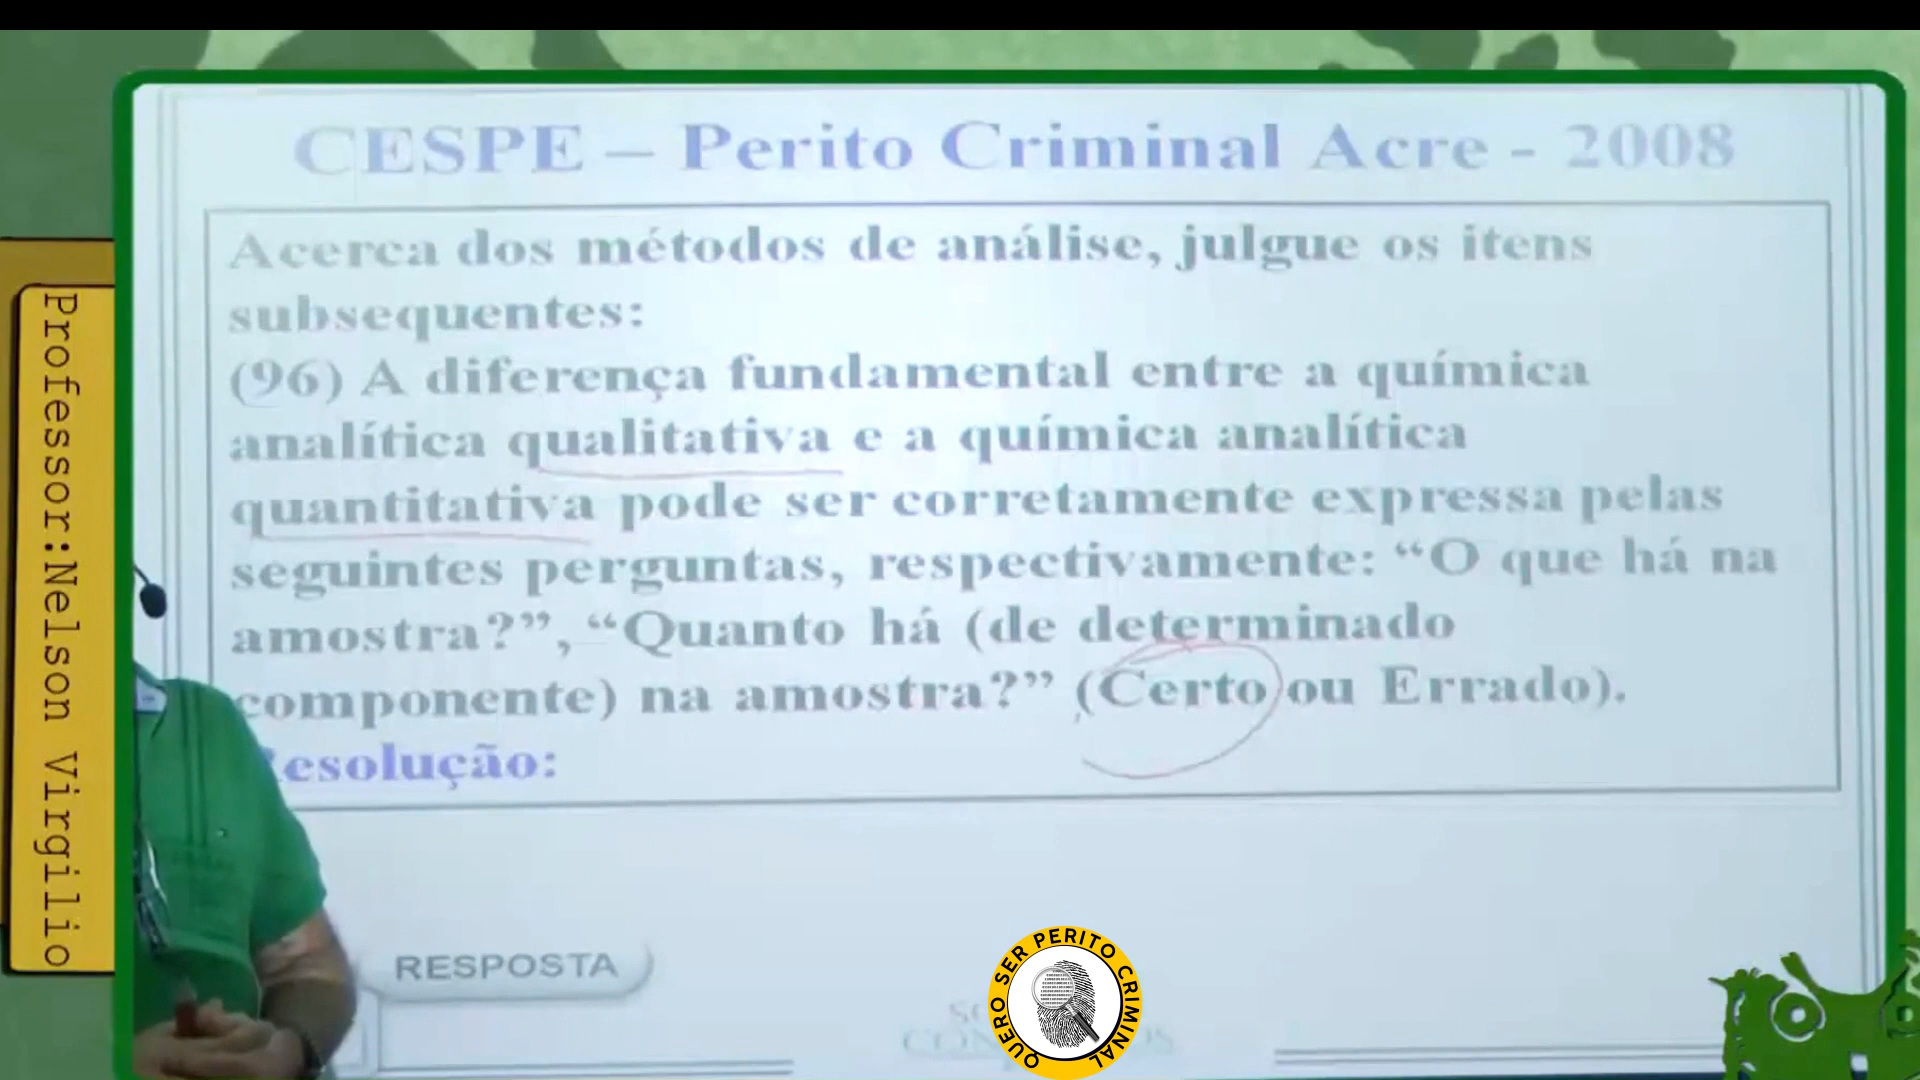 CESPE – Perito Criminal Acre - 2008
Acerca dos métodos de análise, julgue os itens
subsequentes:
(96) A diferença fundamental entre a química
analítica qualitativa e a química analítica
quantitativa pode ser corretamente expressa pelas
seguintes perguntas, respectivamente: “O que há na
amostra?”, “Quanto há (de determinado
componente) na amostra?” (Certo ou Errado).
esolução:
Professor:Nelson Virgilio
RESPOSTA
QUERO SER PERITO CRIMINAL